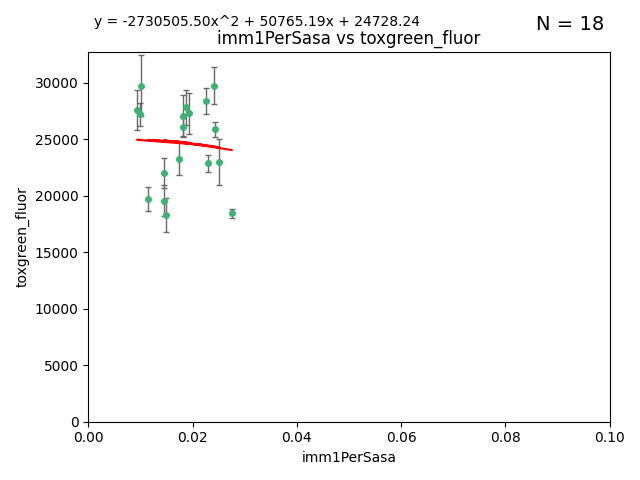 y = -2730505.50x^2 + 50765.19x + 24728.24
N = 18
imm1PerSasa vs toxgreen_fluor
toxgreen_fluor
30000
25000
20000
15000
10000
5000
0
0.00 0.02 0.04 0.06 0.08 0.10
imm1PerSasa